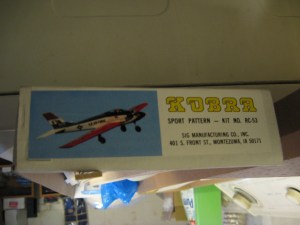 KOBRA
SPORT PATTERN — KIT NO. RC-53
SIG MANUFACTURING CO., INC.
401 S. FRONT ST., MONTEZUMA, IA 50171